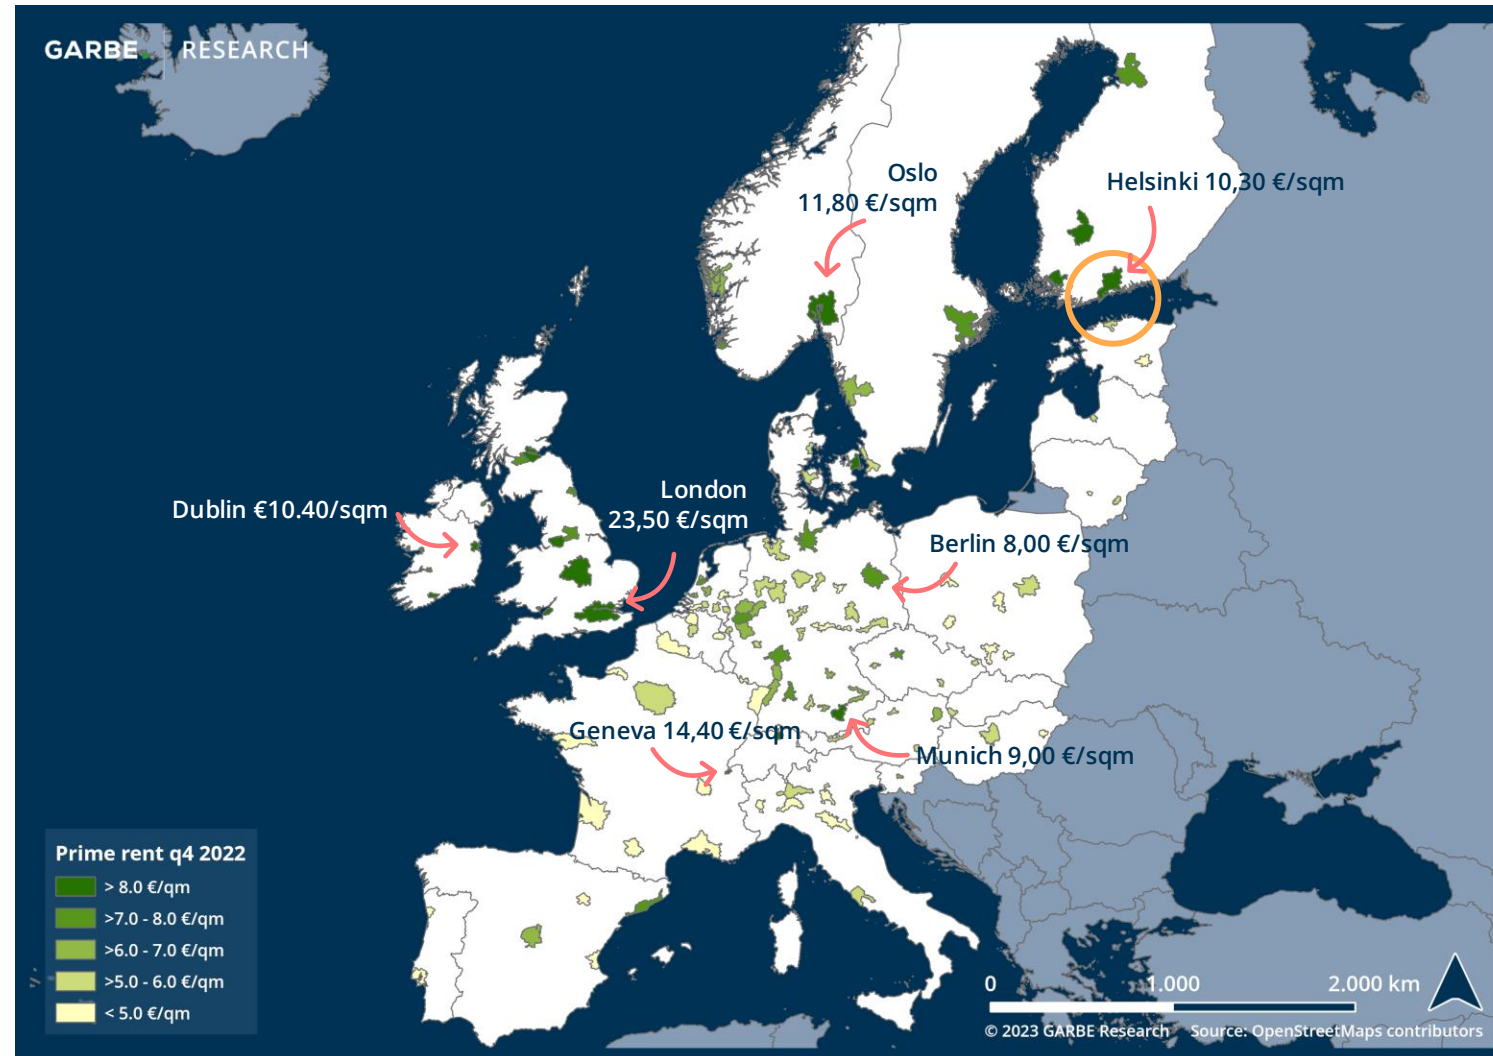 GARBE RESEARCH
Oslo
11,80 €/sqm
Helsinki 10,30 €/sqm
Dublin €10.40/sqm
London
23,50 €/sqm
Berlin 8,00 €/sqm
Geneva 14,40 €/sqm
Munich 9,00 €/sqm
Prime rent q4 2022
> 8.0 €/qm
>7.0 - 8.0 €/qm
>6.0 - 7.0 €/qm
>5.0 - 6.0 €/qm
< 5.0 €/qm
0 1.000 2.000 km
© 2023 GARBE Research Source: OpenStreetMaps contributors